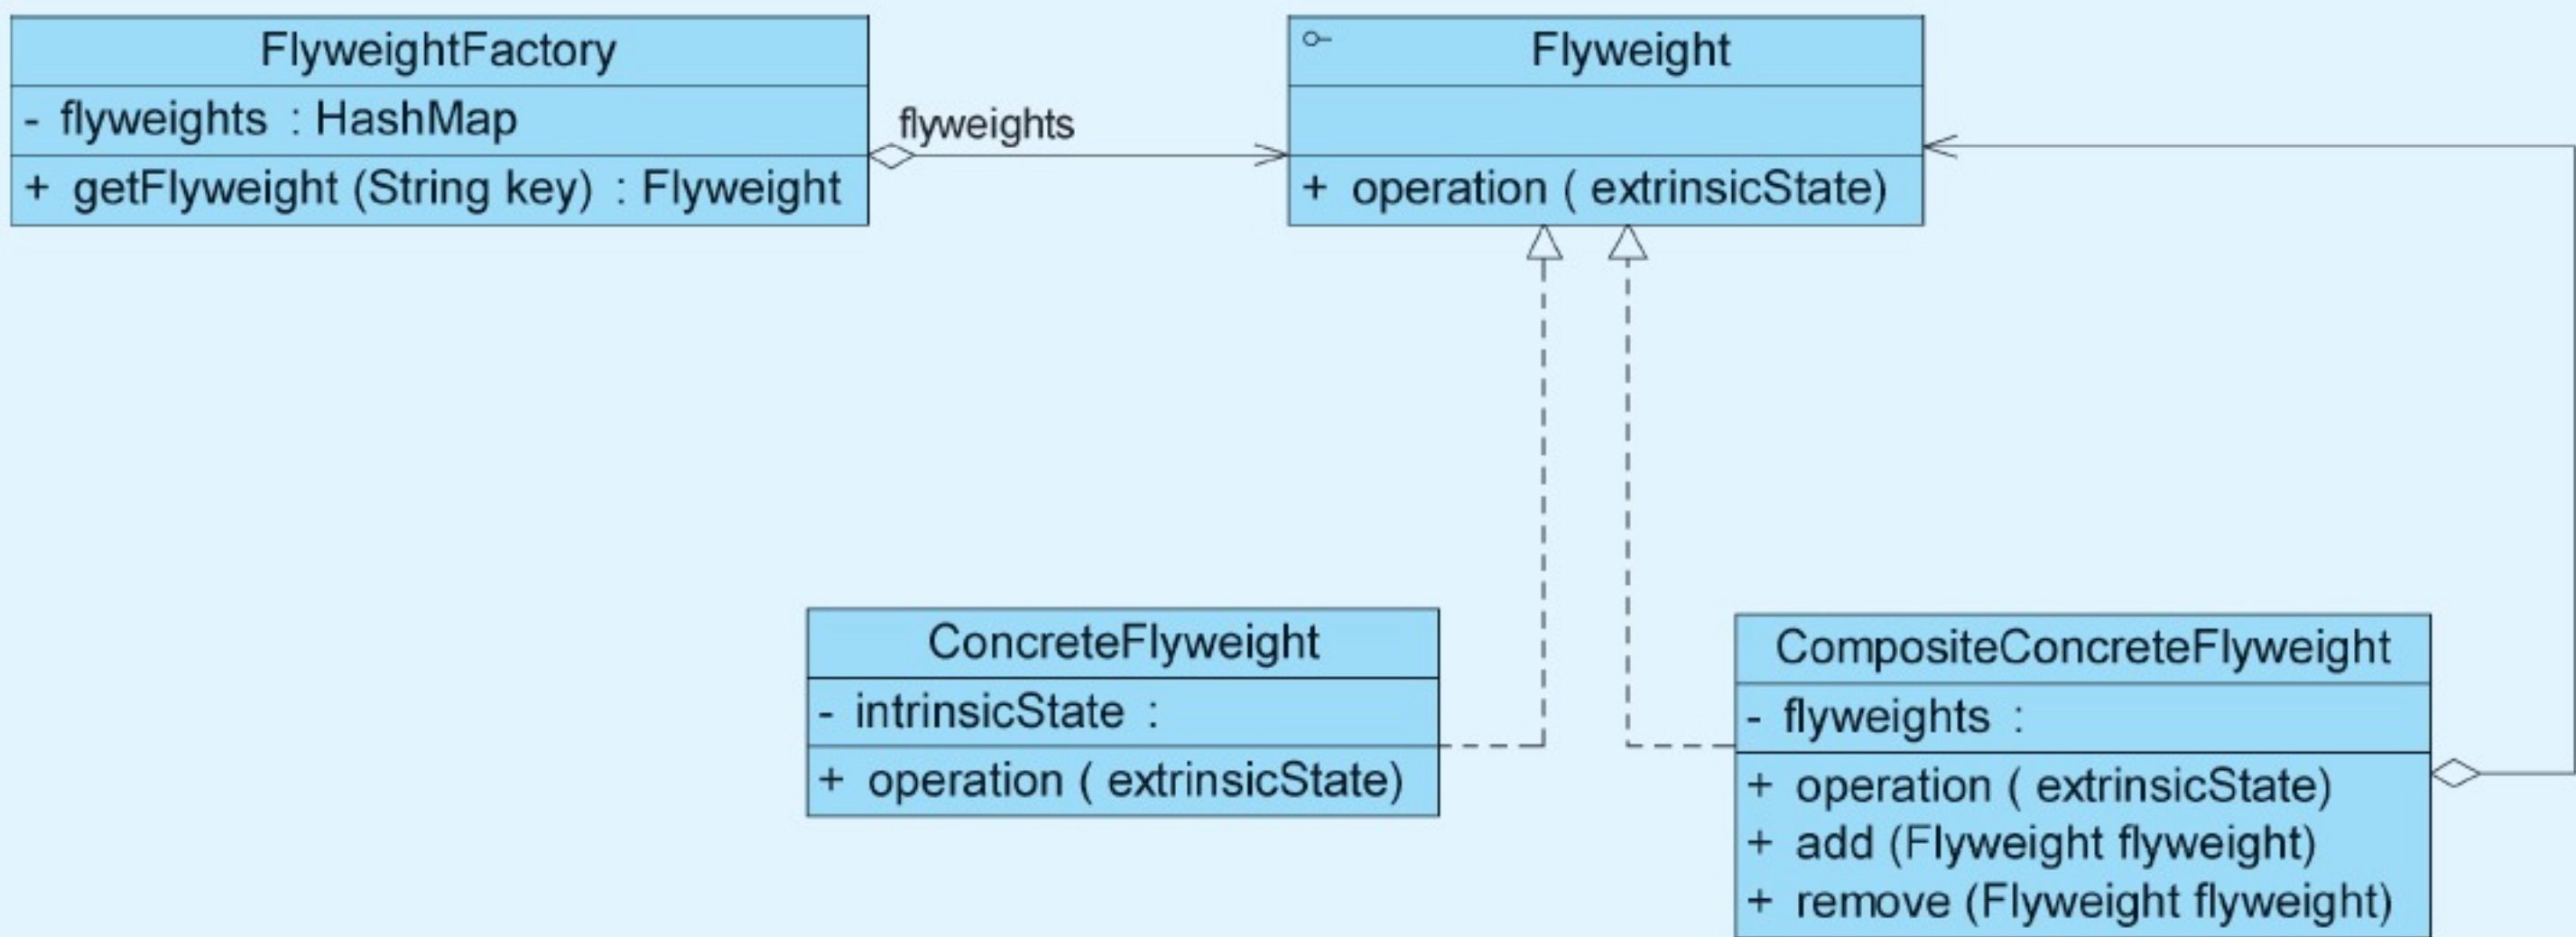 FlyweightFactory
- flyweights : HashMap
+ getFlyweight (String key) : Flyweight
flyweights
Flyweight
+ operation ( extrinsicState)
ConcreteFlyweight
- intrinsicState :
+ operation ( extrinsicState)
CompositeConcreteFlyweight
- flyweights :
+ operation ( extrinsicState)
+ add (Flyweight flyweight)
+ remove (Flyweight flyweight)